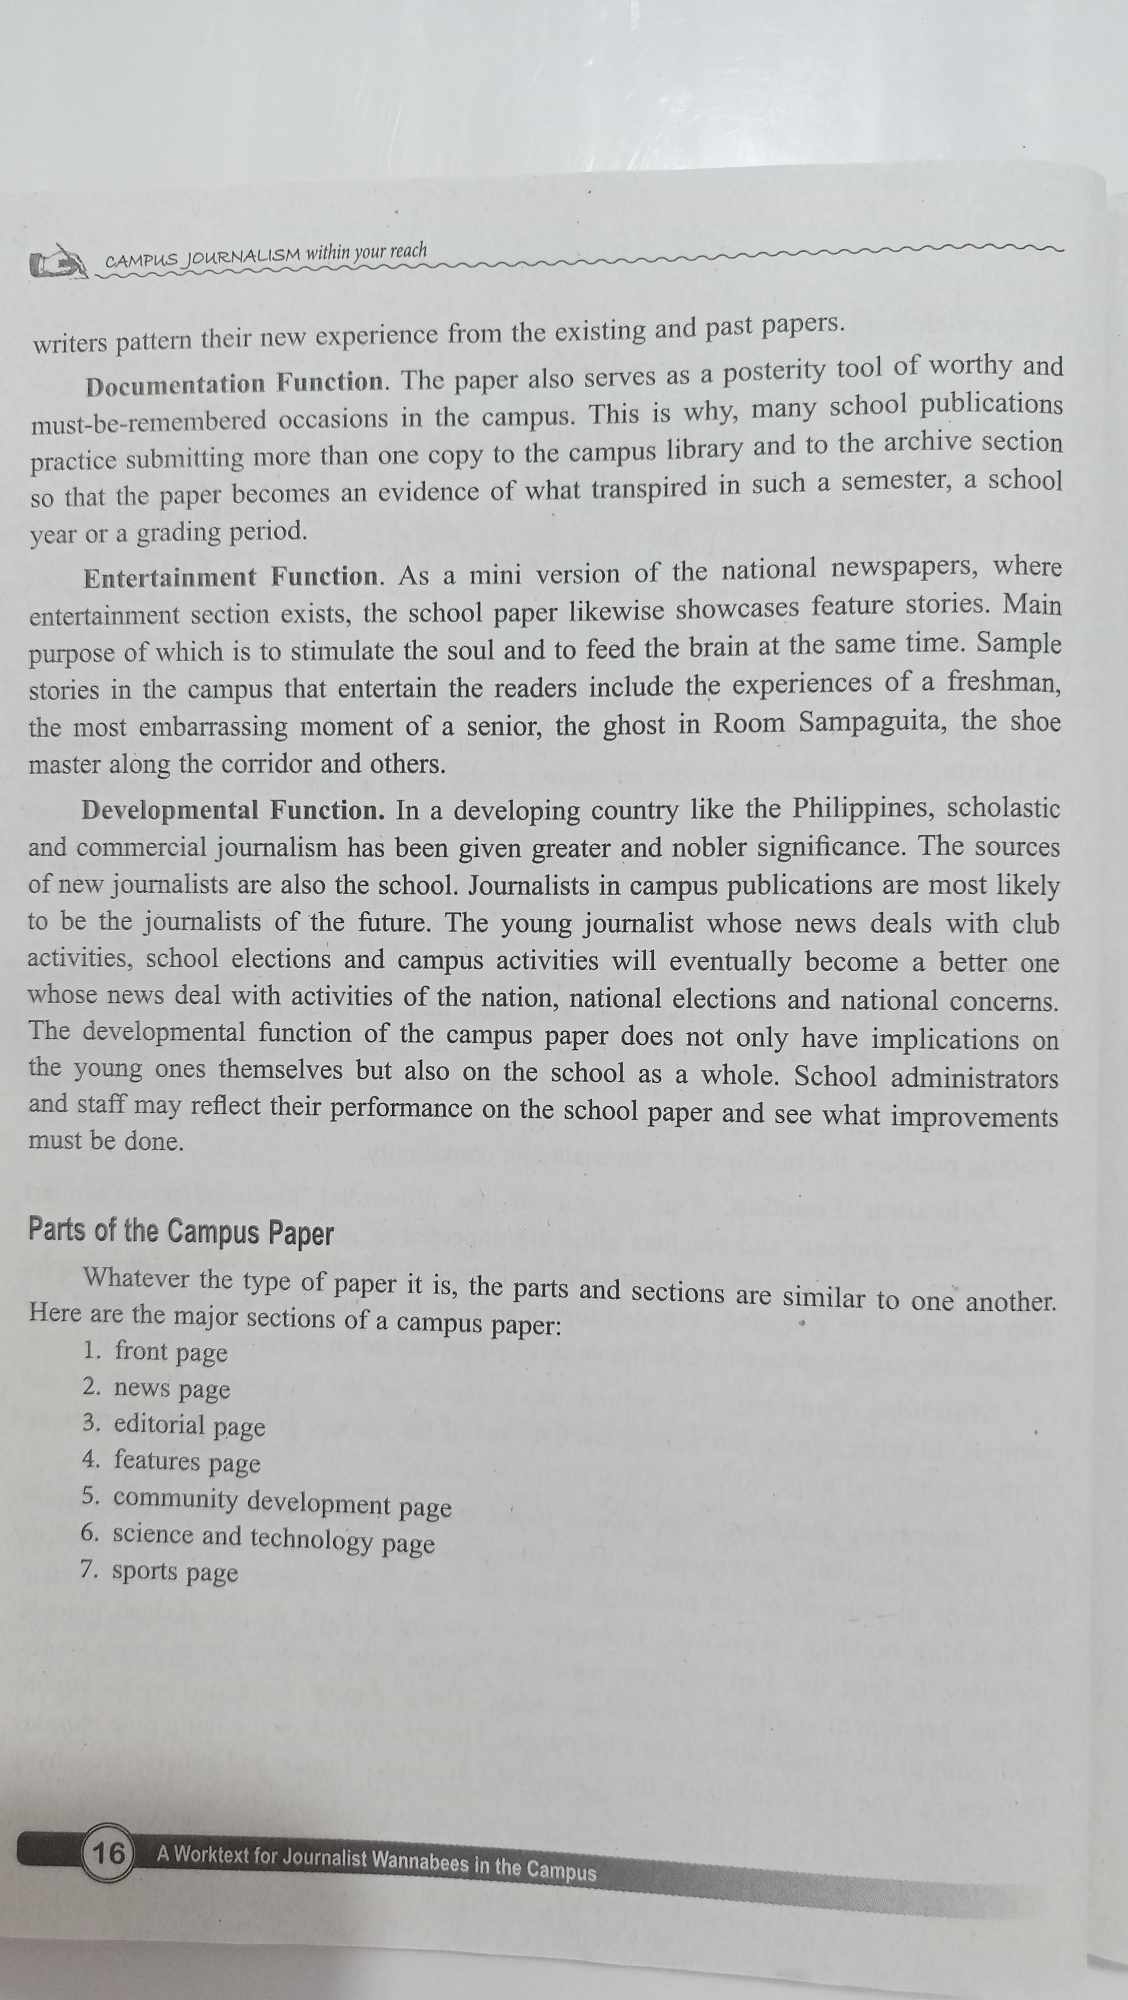 CAMPUS JOURNALISM within your reach
writers pattern their new experience from the existing and past papers.
Documentation Function. The paper also serves as a posterity tool of worthy and
must-be-remembered occasions in the campus. This is why, many school publications
practice submitting more than one copy to the campus library and to the archive section
so that the paper becomes an evidence of what transpired in such a semester, a school
year or a grading period.
Entertainment Function. As a mini version of the national newspapers, where
entertainment section exists, the school paper likewise showcases feature stories. Main
purpose of which is to stimulate the soul and to feed the brain at the same time. Sample
stories in the campus that entertain the readers include the experiences of a freshman,
the most embarrassing moment of a senior, the ghost in Room Sampaguita, the shoe
master along the corridor and others.
Developmental Function. In a developing country like the Philippines, scholastic
and commercial journalism has been given greater and nobler significance. The sources
of new journalists are also the school. Journalists in campus publications are most likely
to be the journalists of the future. The young journalist whose news deals with club
activities, school elections and campus activities will eventually become a better one
whose news deal with activities of the nation, national elections and national concerns.
The developmental function of the campus paper does not only have implications on
the young ones themselves but also on the school as a whole. School administrators
and staff may reflect their performance on the school paper and see what improvements
must be done.
Parts of the Campus Paper
Whatever the type of paper it is, the parts and sections are similar to one another.
Here are the major sections of a campus paper:
1. front page
2. news page
3. editorial page
4. features page
5. community development page
6. science and technology page
7. sports page
16 A Worktext for Journalist Wannabees in the Campus